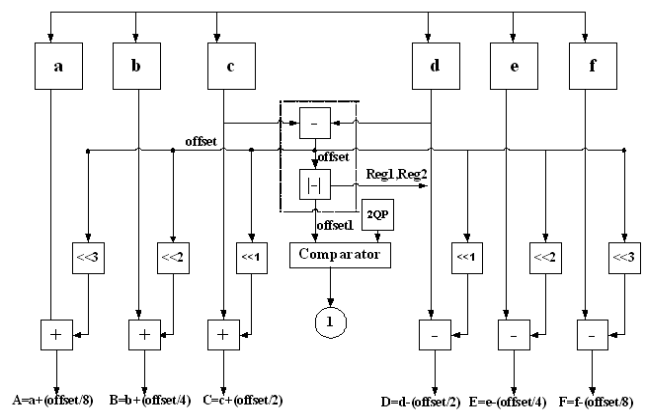 a b c d e f
-
offset
offset
|-|
Reg1,Reg2
2QP
offset1
<<3 <<2 <<1 Comparator <<1 <<2 <<3
1
+ + + - - -
A=a+(offset/8) B=b+(offset/4) C=c+(offset/2) D=d-(offset/2) E=e-(offset/4) F=f-(offset/8)